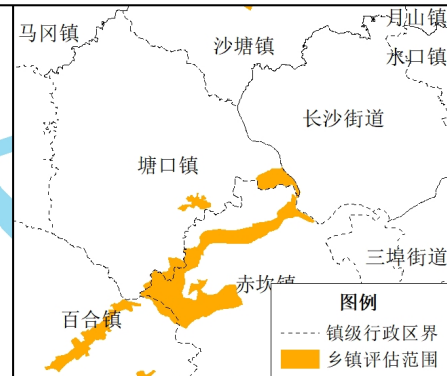 月山镇
马冈镇
沙塘镇
水口镇
长沙街道
塘口镇
三埠街道
赤坎镇
百合镇
图例
镇级行政区界
乡镇评估范围